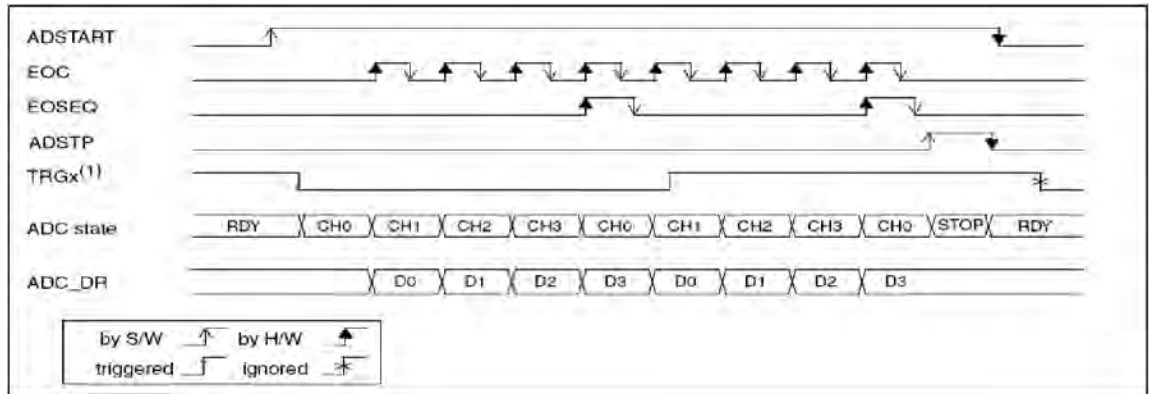 ADSTART
EOC
EOSEQ
ADSTP
TRGx(1)
ADC state RDY CH0 CH1 CH2 CH3 CH0 CH1 CH2 CH3 CH0 STOP RDY
ADC_DR D0 D1 D2 D3 D0 D1 D2 D3
by S/W by H/W
triggered ignored